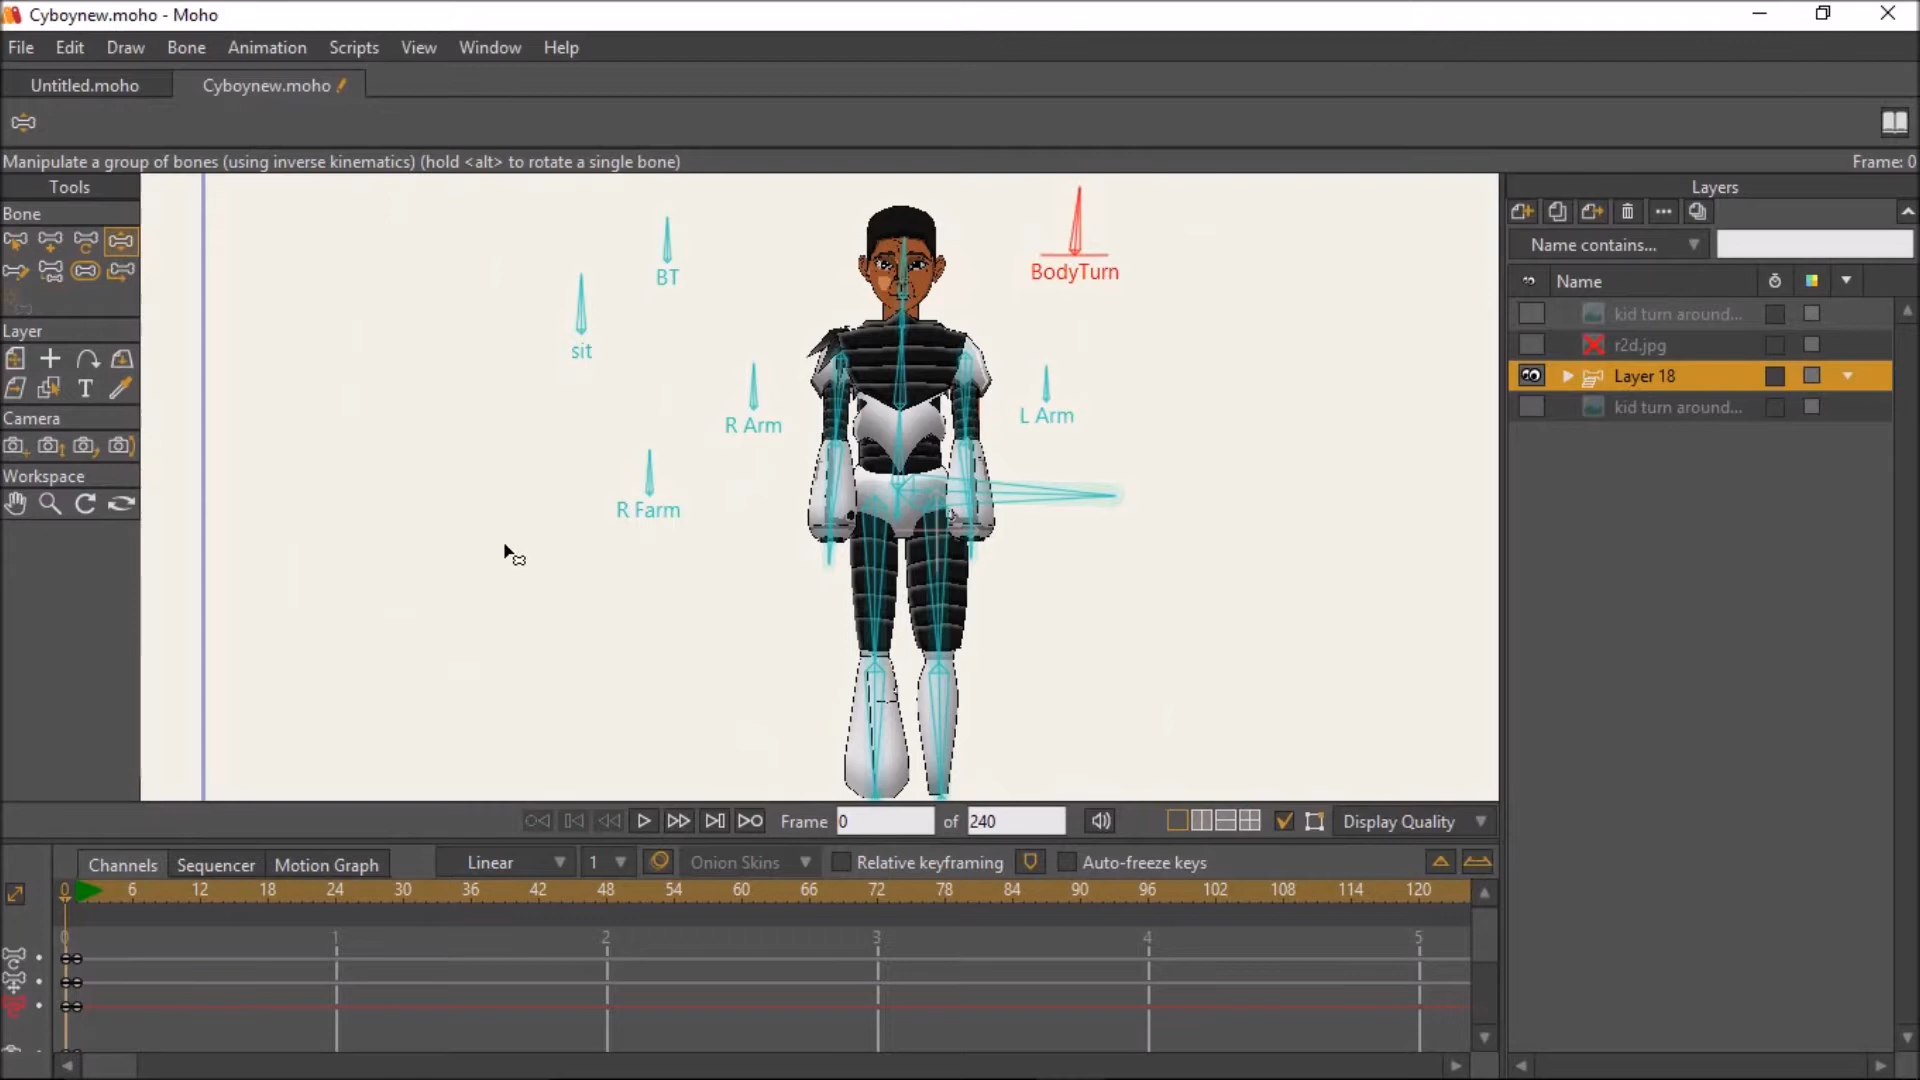 Cyboynew.moho - Moho
File Edit Draw Bone Animation Scripts View Window Help
Untitled.moho Cyboynew.moho
Manipulate a group of bones (using inverse kinematics) (hold <alt> to rotate a single bone) Frame: 0
Tools
Bone
Layer
T
Camera
Workspace
BT
BodyTurn
sit
R Arm
L Arm
R Farm
Layers
Name contains...
Name
kid turn around...
r2d.jpg
Layer 18
kid turn around...
Frame 0 of 240 Display Quality
Channels Sequencer Motion Graph Linear 1 Onion Skins Relative keyframing Auto-freeze keys
0 6 12 18 24 30 36 42 48 54 60 66 72 78 84 90 96 102 108 114 120
0 1 2 3 4 5